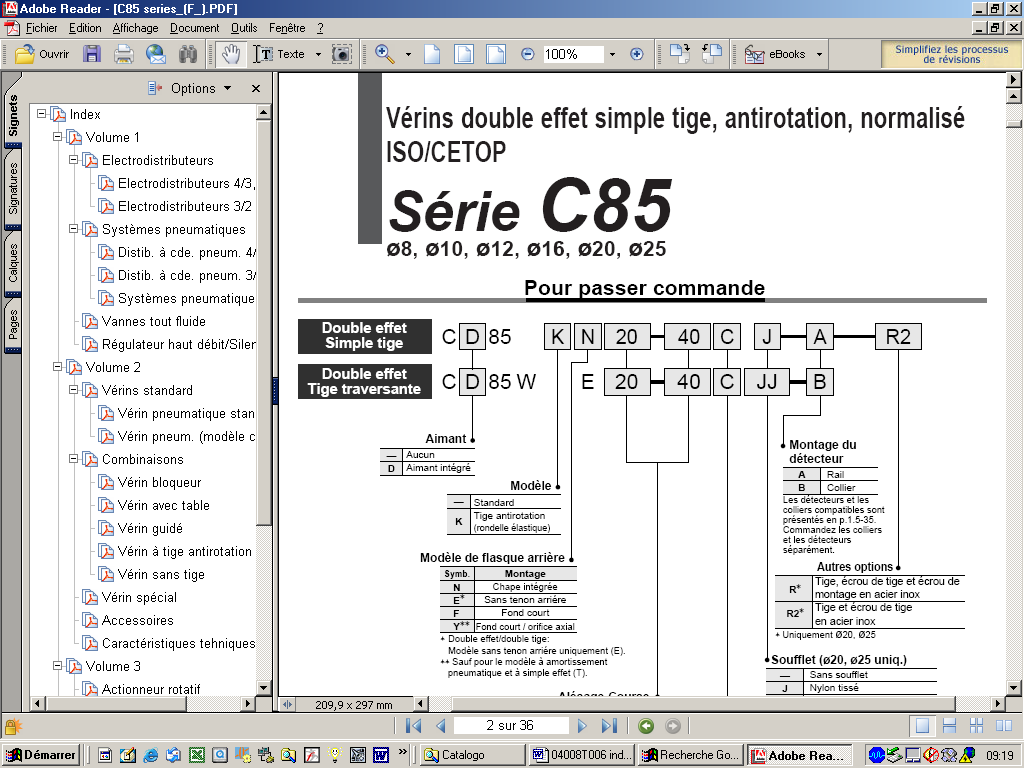 Adobe Reader - [C85 series_(F_).PDF]
Fichier Edition Affichage Document Outils Fenêtre ?
Ouvrir Texte 100% eBooks Simplifiez les processus
de révisions
Signets
Signatures
Calques
Pages
Options
Index
Volume 1
Electrodistributeurs
Electrodistributeurs 4/3,
Electrodistributeurs 3/2
Systèmes pneumatiques
Distib. à cde. pneum. 4/
Distib. à cde. pneum. 3/
Systèmes pneumatique
Vannes tout fluide
Régulateur haut débit/Siler
Volume 2
Vérins standard
Vérin pneumatique stan
Vérin pneum. (modèle c
Combinaisons
Vérin bloqueur
Vérin avec table
Vérin guidé
Vérin à tige antirotation
Vérin sans tige
Vérin spécial
Accessoires
Caractéristiques tehniques
Volume 3
Actionneur rotatif
Vérins double effet simple tige, antirotation, normalisé
ISO/CETOP
Série C85
ø8, ø10, ø12, ø16, ø20, ø25
Pour passer commande
Double effet
Simple tige
C D 85 K N 20 40 C J A R2
Double effet
Tige traversante
C D 85 W E 20 40 C JJ B
Aimant
— Aucun
D Aimant intégré
Modèle
— Standard
K Tige antirotation
(rondelle élastique)
Modèle de flasque arrière
Symb. Montage
N Chape intégrée
E* Sans tenon arriére
F Fond court
Y** Fond court / orifice axial
* Double effet/double tige:
Modèle sans tenon arriére uniquement (E).
** Sauf pour le modèle à amortissement
pneumatique et à simple effet (T).
Alésage Course
Montage du
détecteur
A Rail
B Collier
Les détecteurs et les
colliers compatibles sont
présentés en p.1.5-35.
Commandez les colliers
et les détecteurs
séparément.
Autres options
R* Tige, écrou de tige et écrou de
montage en acier inox
R2* Tige et écrou de tige
en acier inox
* Uniquement Ø20, Ø25
Soufflet (ø20, ø25 uniq.)
— Sans soufflet
J Nylon tissé
209,9 x 297 mm
2 sur 36
Démarrer » Catalogo 04008T006 ind... Recherche Go... Adobe Rea... 09:19